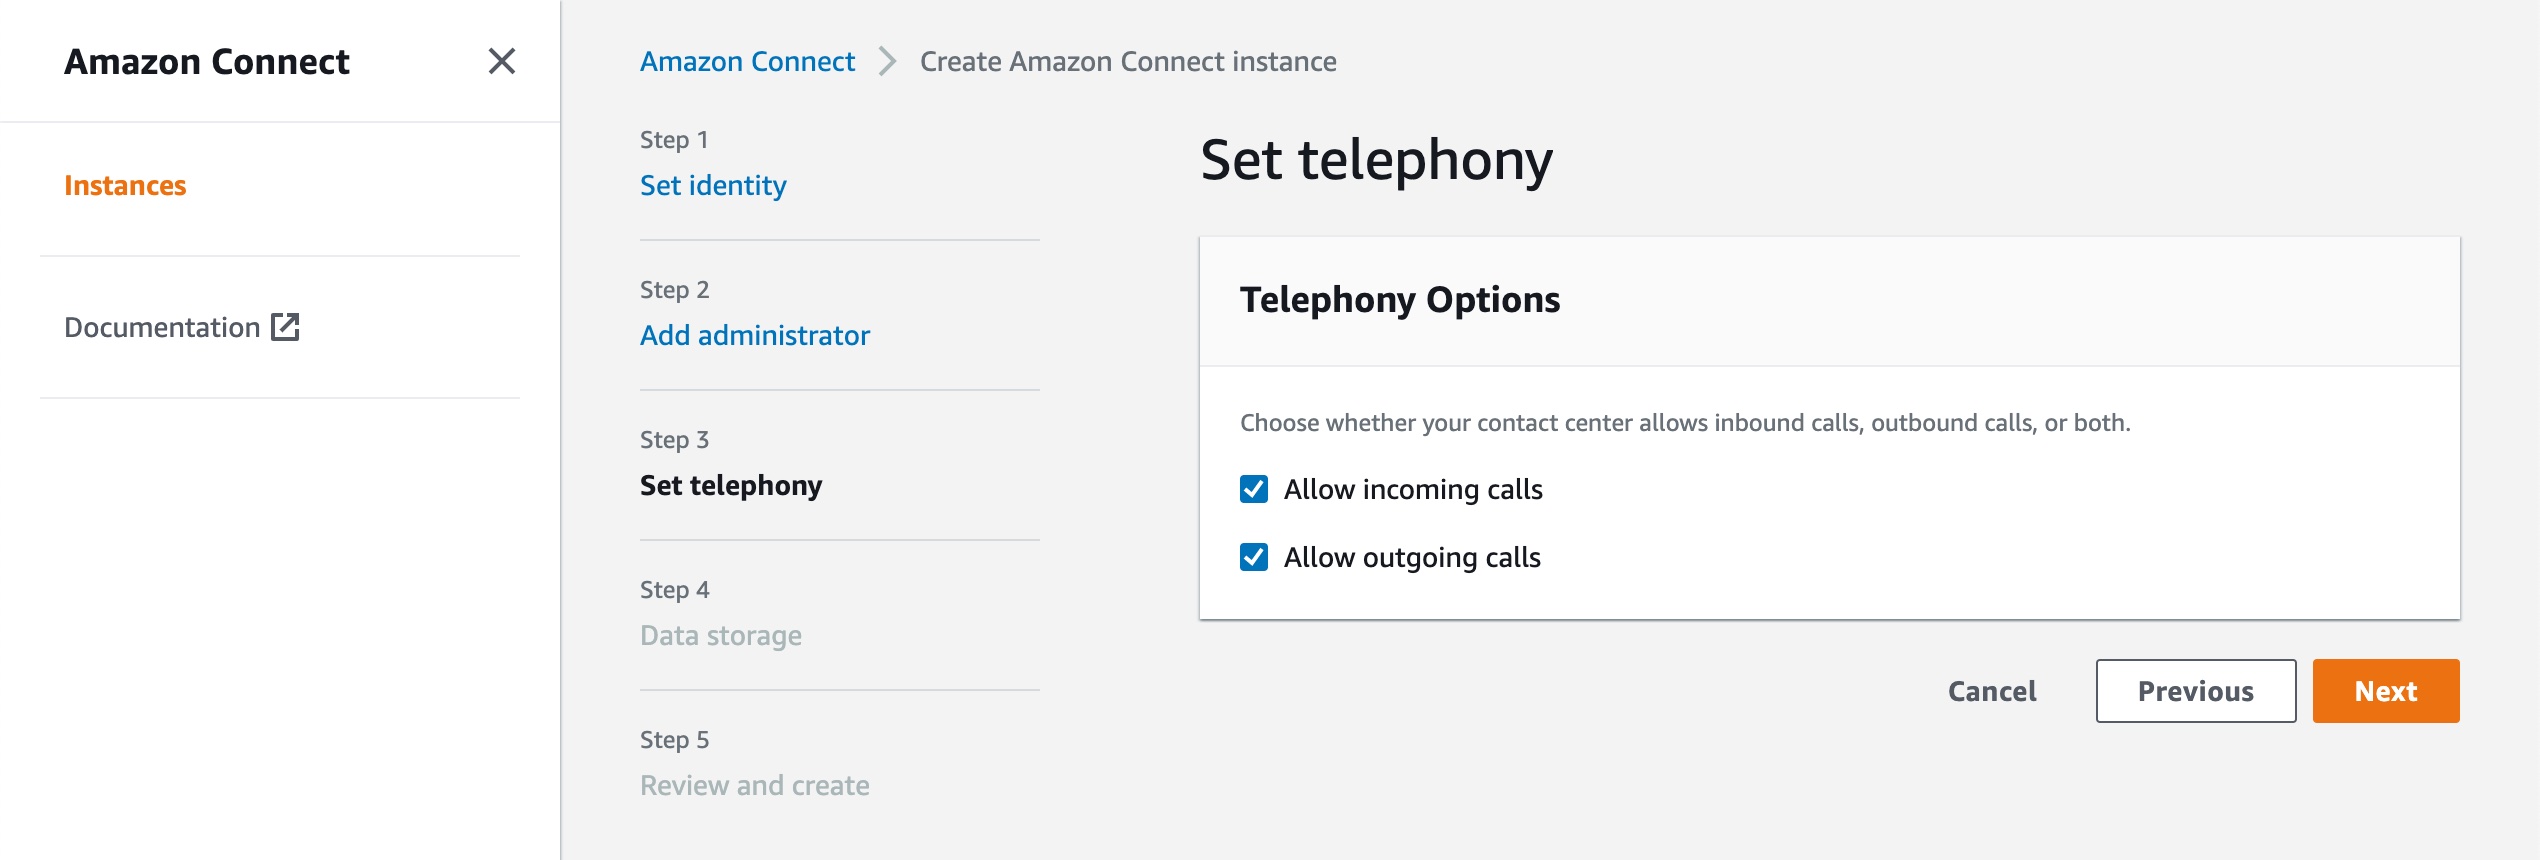 Amazon Connect
Instances
Documentation
Amazon Connect > Create Amazon Connect instance
Step 1
Set identity
Step 2
Add administrator
Step 3
Set telephony
Step 4
Data storage
Step 5
Review and create
Set telephony
Telephony Options
Choose whether your contact center allows inbound calls, outbound calls, or both.
Allow incoming calls
Allow outgoing calls
Cancel
Previous
Next